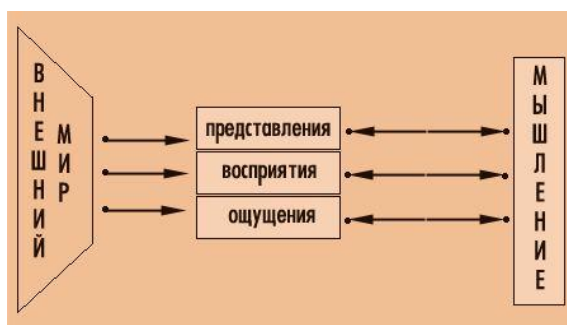 ВНЕШНИЙ
МИР
представления
восприятия
ощущения
МЫШЛЕНИЕ